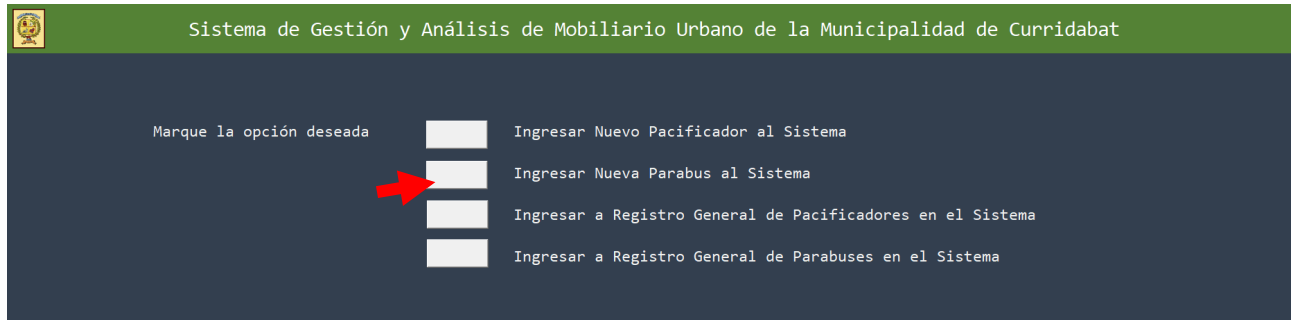 Sistema de Gestión y Análisis de Mobiliario Urbano de la Municipalidad de Curridabat
Marque la opción deseada
Ingresar Nuevo Pacificador al Sistema
Ingresar Nueva Parabus al Sistema
Ingresar a Registro General de Pacificadores en el Sistema
Ingresar a Registro General de Parabuses en el Sistema